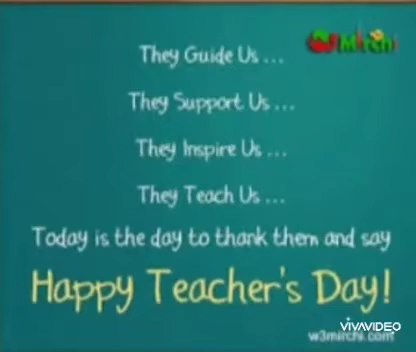 They Guide Us ...
W3Mirchi
They Support Us ...
They Inspire Us ...
They Teach Us ...
Today is the day to thank them and say
Happy Teacher's Day!
VIVAVIDEO
w3mirchi.com